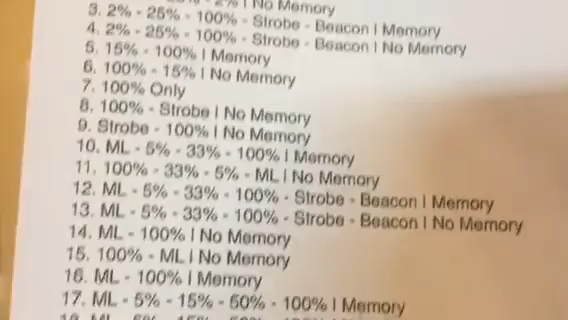 2% | No Memory
3. 2% - 25% - 100% - Strobe - Beacon | Memory
4. 2% - 25% - 100% - Strobe - Beacon | No Memory
5. 15% - 100% | Memory
6. 100% - 15% | No Memory
7. 100% Only
8. 100% - Strobe | No Memory
9. Strobe - 100% | No Memory
10. ML - 5% - 33% - 100% | Memory
11. 100% - 33% - 5% - ML | No Memory
12. ML - 5% - 33% - 100% - Strobe - Beacon | Memory
13. ML - 5% - 33% - 100% - Strobe - Beacon | No Memory
14. ML - 100% | No Memory
15. 100% - ML | No Memory
16. ML - 100% | Memory
17. ML - 5% - 15% - 50% - 100% | Memory